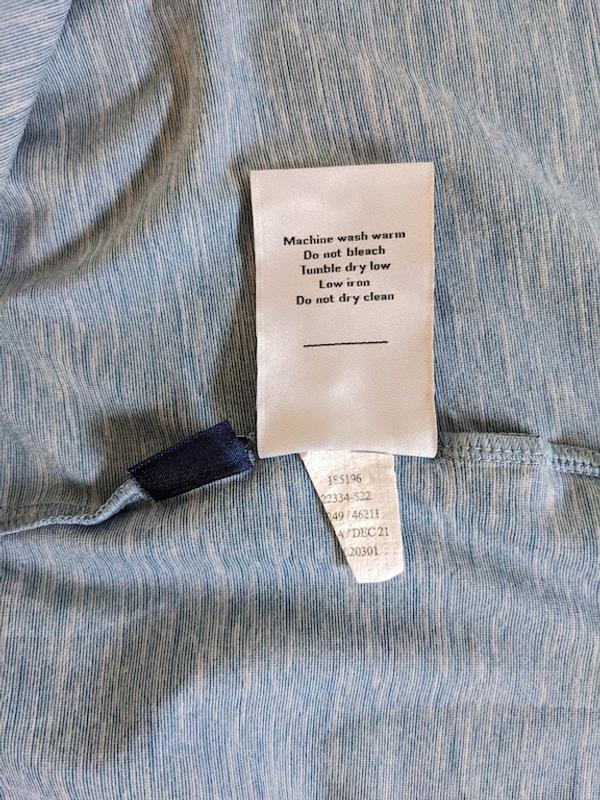 Machine wash warm
Do not bleach
Tumble dry low
Low iron
Do not dry clean
185196
22334-S22
249 / 46211
A / DEC 21
20301